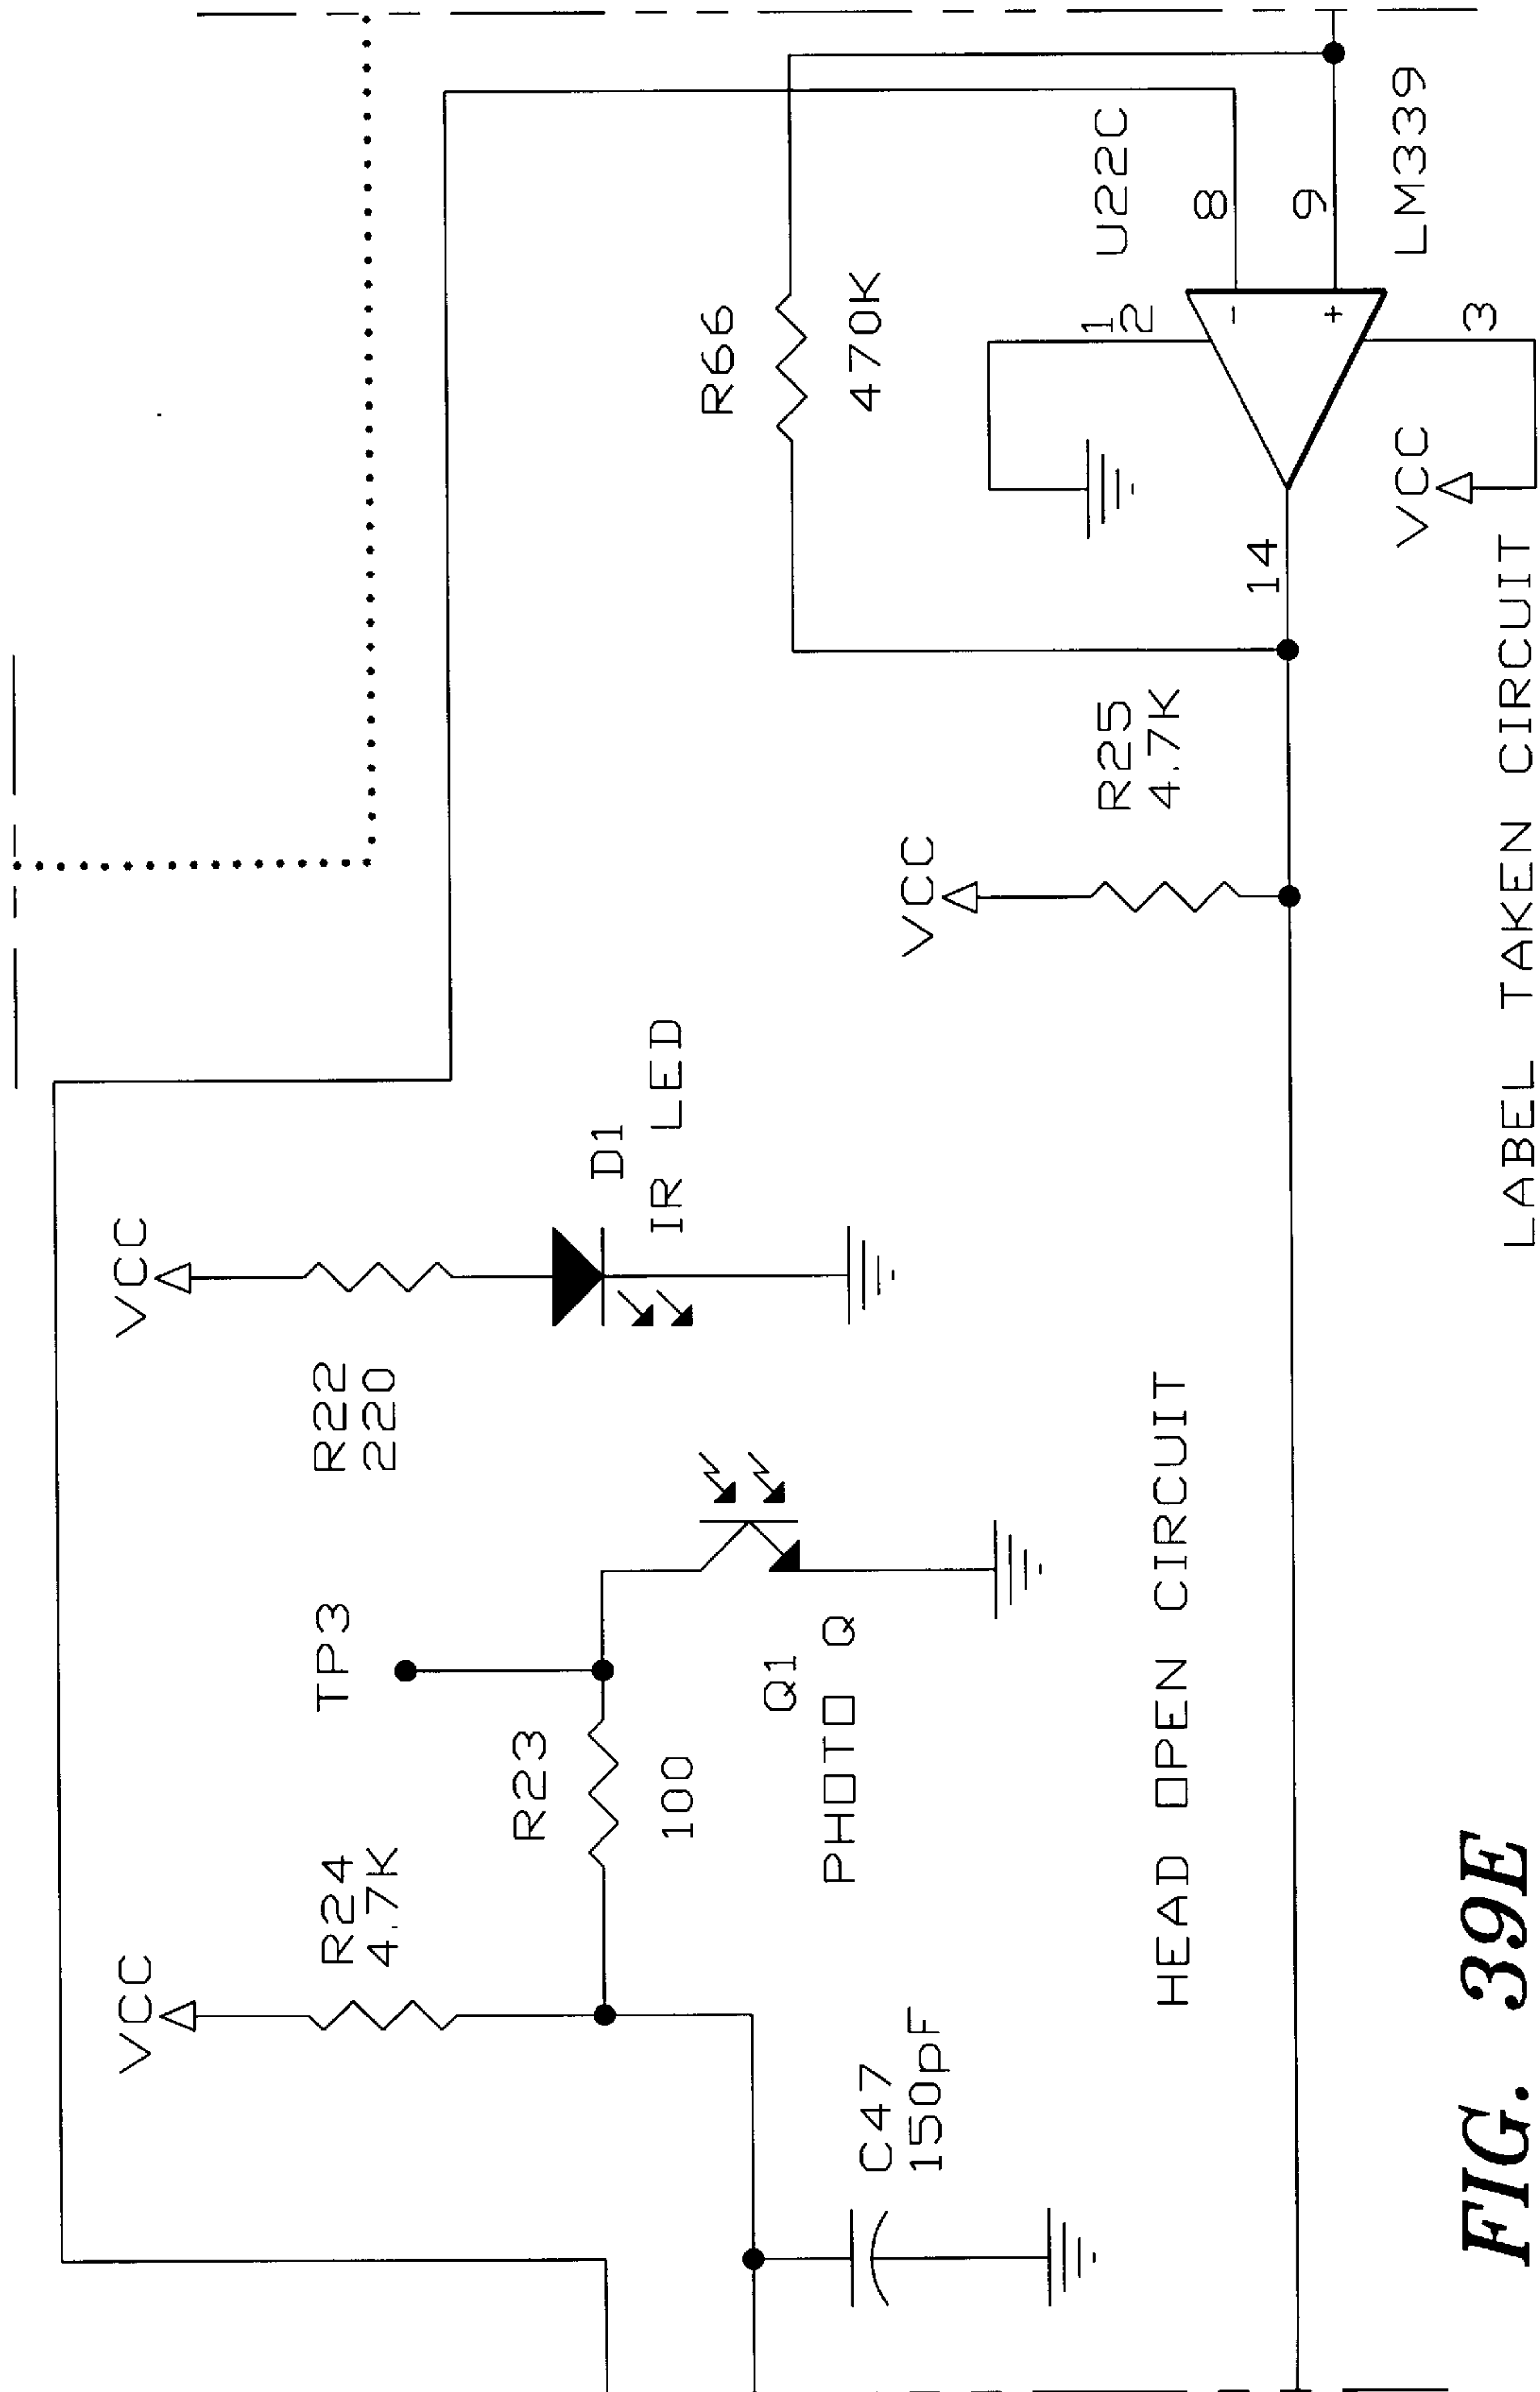 VCC
R24
4.7K
R23
100
TP3
VCC
R22
220
D1
IR LED
Q1
PHOTO Q
C47
150pF
HEAD OPEN CIRCUIT
VCC
R25
4.7K
R66
470K
U22C
8
9
-
+
1
2
3
14
VCC
LM339
LABEL TAKEN CIRCUIT
FIG. 39E